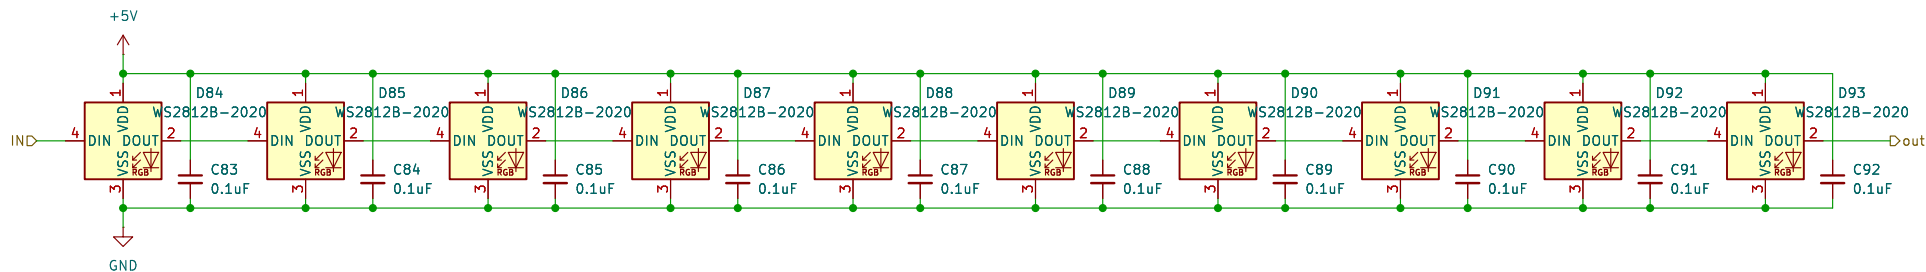 +5V
D84 D85 D86 D87 D88 D89 D90 D91 D92 D93
WS2812B-2020 WS2812B-2020 WS2812B-2020 WS2812B-2020 WS2812B-2020 WS2812B-2020 WS2812B-2020 WS2812B-2020 WS2812B-2020 WS2812B-2020
1 1 1 1 1 1 1 1 1 1
VDD VDD VDD VDD VDD VDD VDD VDD VDD VDD
4 2 4 2 4 2 4 2 4 2 4 2 4 2 4 2 4 2 4 2
IN DIN DOUT DIN DOUT DIN DOUT DIN DOUT DIN DOUT DIN DOUT DIN DOUT DIN DOUT DIN DOUT DIN DOUT out
VSS VSS VSS VSS VSS VSS VSS VSS VSS VSS
RGB RGB RGB RGB RGB RGB RGB RGB RGB RGB
C83 C84 C85 C86 C87 C88 C89 C90 C91 C92
3 0.1uF 3 0.1uF 3 0.1uF 3 0.1uF 3 0.1uF 3 0.1uF 3 0.1uF 3 0.1uF 3 0.1uF 3 0.1uF
GND